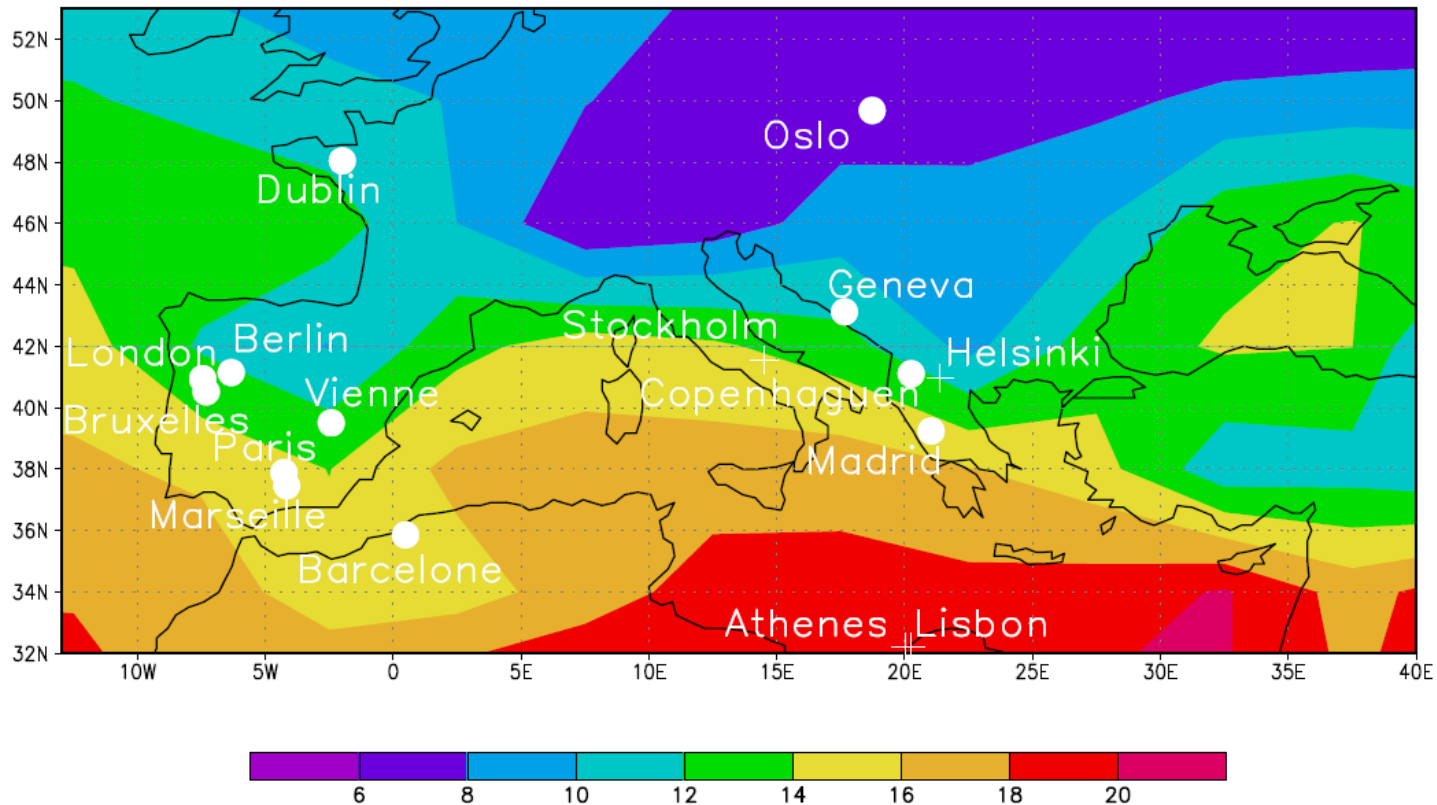 52N
50N
Oslo
48N
Dublin
46N
44N
Geneva
Stockholm
42N
London Berlin
Helsinki
Vienne
Copenhaguen
40N
Bruxelles
Paris
Madrid
38N
Marseille
36N
Barcelone
34N
Athenes Lisbon
32N
10W 5W 0 5E 10E 15E 20E 25E 30E 35E 40E
6 8 10 12 14 16 18 20